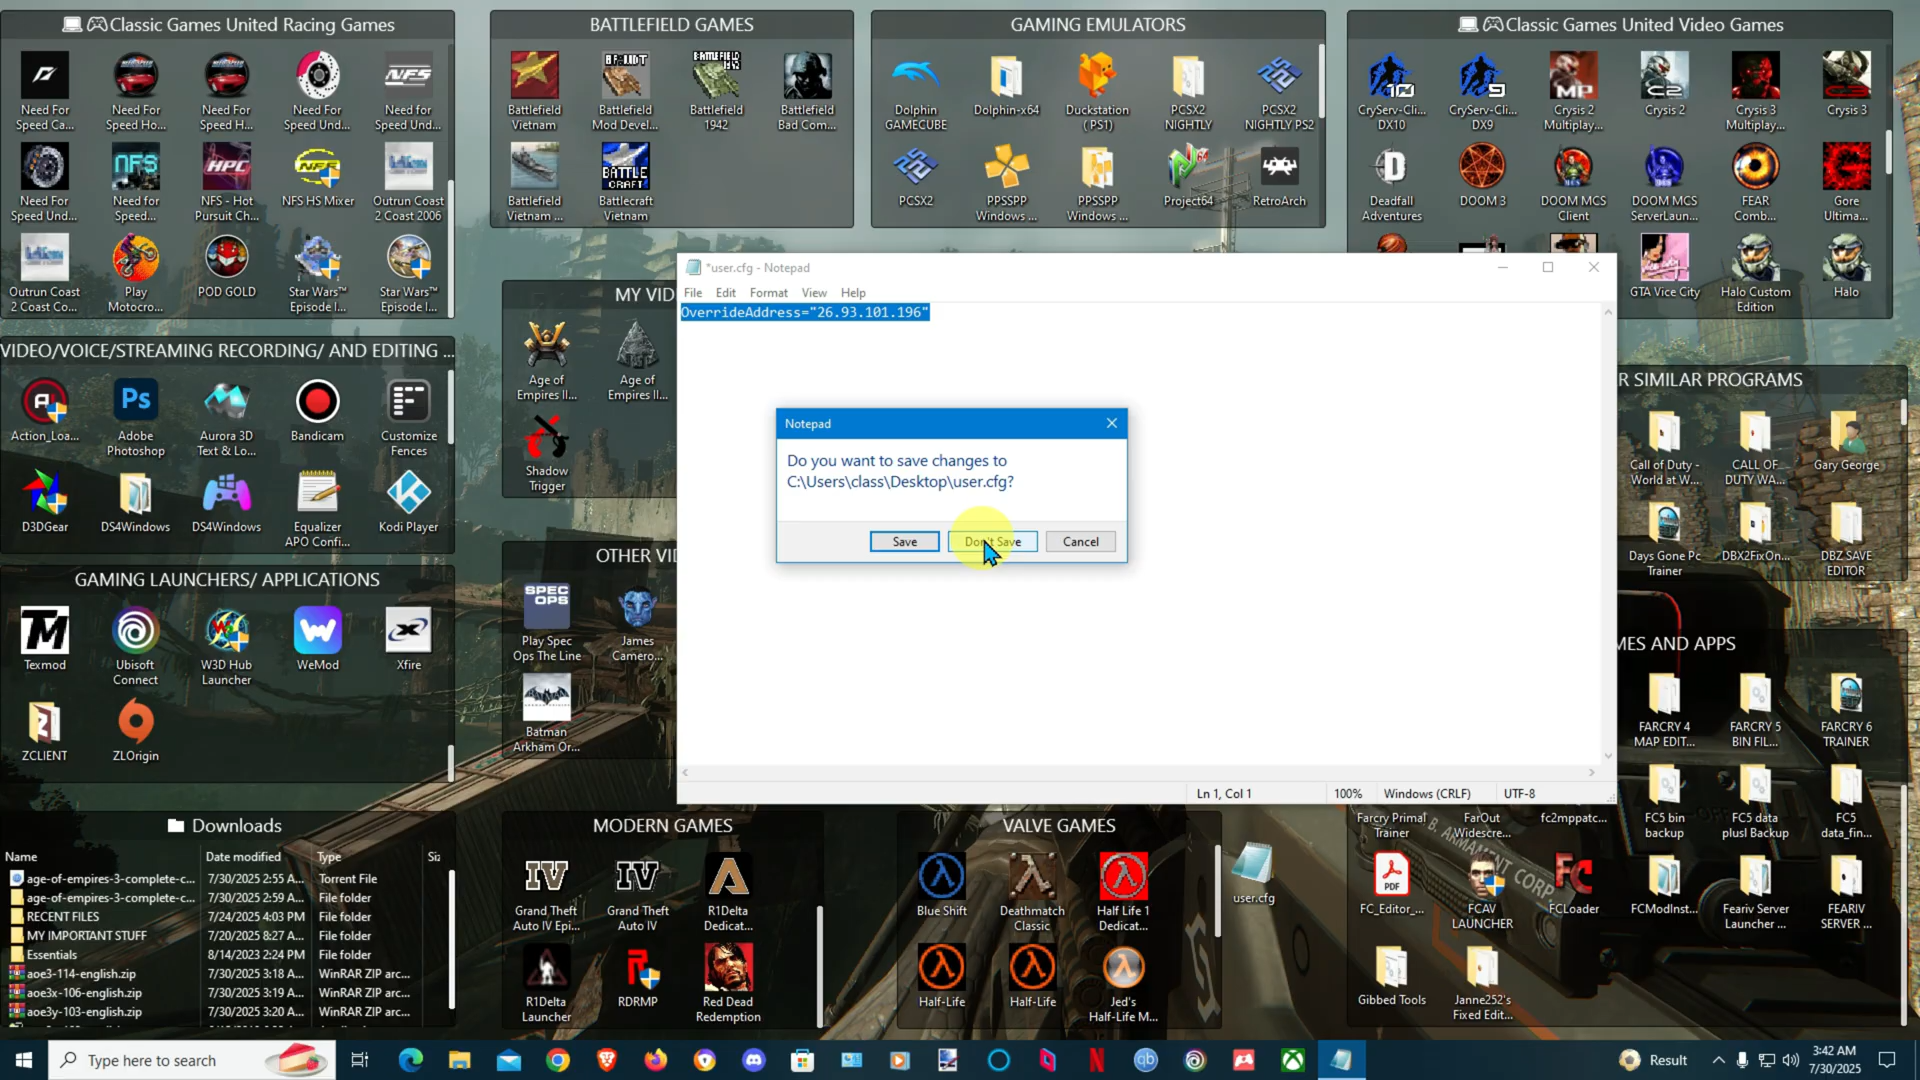 Classic Games United Racing Games
Need For
Speed Ca...
Need For
Speed Ho...
Need For
Speed H...
Need For
Speed Und...
Need for
Speed Und...
Need For
Speed Und...
Need for
Speed...
NFS - Hot
Pursuit Ch...
NFS HS Mixer
Outrun Coast
2 Coast 2006
Outrun Coast
2 Coast Co...
Play
Motocro...
POD GOLD
Star Wars™
Episode I...
Star Wars™
Episode I...
BATTLEFIELD GAMES
Battlefield
Vietnam
Battlefield
Mod Devel...
Battlefield
1942
Battlefield
Bad Com...
Battlefield
Vietnam ...
Battlecraft
Vietnam
GAMING EMULATORS
Dolphin
GAMECUBE
Dolphin-x64
Duckstation
(PS1)
PCSX2
NIGHTLY
PCSX2
NIGHTLY PS2
PCSX2
PPSSPP
Windows ...
PPSSPP
Windows ...
Project64
RetroArch
Classic Games United Video Games
CryServ-Cli...
DX10
CryServ-Cli...
DX9
Crysis 2
Multiplay...
Crysis 2
Crysis 3
Multiplay...
Crysis 3
Deadfall
Adventures
DOOM 3
DOOM MCS
Client
DOOM MCS
ServerLaun...
FEAR
Comb...
Gore
Ultima...
GTA Vice City
Halo Custom
Edition
Halo
VIDEO/VOICE/STREAMING RECORDING/ AND EDITING ...
Action_Loa...
Adobe
Photoshop
Aurora 3D
Text & Lo...
Bandicam
Customize
Fences
D3DGear
DS4Windows
DS4Windows
Equalizer
APO Confi...
Kodi Player
MY VID
Age of
Empires II...
Age of
Empires II...
Shadow
Trigger
*user.cfg - Notepad
File Edit Format View Help
OverrideAddress="26.93.101.196"
Notepad
Do you want to save changes to
C:\Users\class\Desktop\user.cfg?
Save Don't Save Cancel
Ln 1, Col 1 100% Windows (CRLF) UTF-8
R SIMILAR PROGRAMS
Call of Duty -
World at W...
CALL OF
DUTY WA...
Gary George
Days Gone Pc
Trainer
DBX2FixOn...
DBZ SAVE
EDITOR
GAMING LAUNCHERS/ APPLICATIONS
Texmod
Ubisoft
Connect
W3D Hub
Launcher
WeMod
Xfire
ZCLIENT
ZLOrigin
OTHER VI
SPEC
OPS
Play Spec
Ops The Line
James
Camero...
Batman
Arkham Or...
MES AND APPS
FARCRY 4
MAP EDIT...
FARCRY 5
BIN FIL...
FARCRY 6
TRAINER
Farcry Primal
Trainer
FarOut
Widescre...
fc2mppatc...
FC5 bin
backup
FC5 data
plusl Backup
FC5
data_fin...
FC_Editor_...
FCAV
LAUNCHER
FCLoader
FCModInst...
Feariv Server
Launcher ...
FEARIV
SERVER ...
Gibbed Tools
Janne252's
Fixed Edit...
B. ARMAMENT CORP.
Downloads
Name Date modified Type Siz
age-of-empires-3-complete-c... 7/30/2025 2:55 A... Torrent File
age-of-empires-3-complete-c... 7/30/2025 2:59 A... File folder
RECENT FILES 7/24/2025 4:03 PM File folder
MY IMPORTANT STUFF 7/20/2025 8:27 A... File folder
Essentials 8/14/2023 2:24 PM File folder
aoe3-114-english.zip 7/30/2025 3:18 A... WinRAR ZIP arc...
aoe3x-106-english.zip 7/30/2025 3:19 A... WinRAR ZIP arc...
aoe3y-103-english.zip 7/30/2025 3:20 A... WinRAR ZIP arc...
MODERN GAMES
Grand Theft
Auto IV Epi...
Grand Theft
Auto IV
R1Delta
Dedicat...
R1Delta
Launcher
RDRMP
Red Dead
Redemption
VALVE GAMES
Blue Shift
Deathmatch
Classic
Half Life 1
Dedicat...
Half-Life
Half-Life
Jed's
Half-Life M...
user.cfg
Type here to search
Result
3:42 AM
7/30/2025